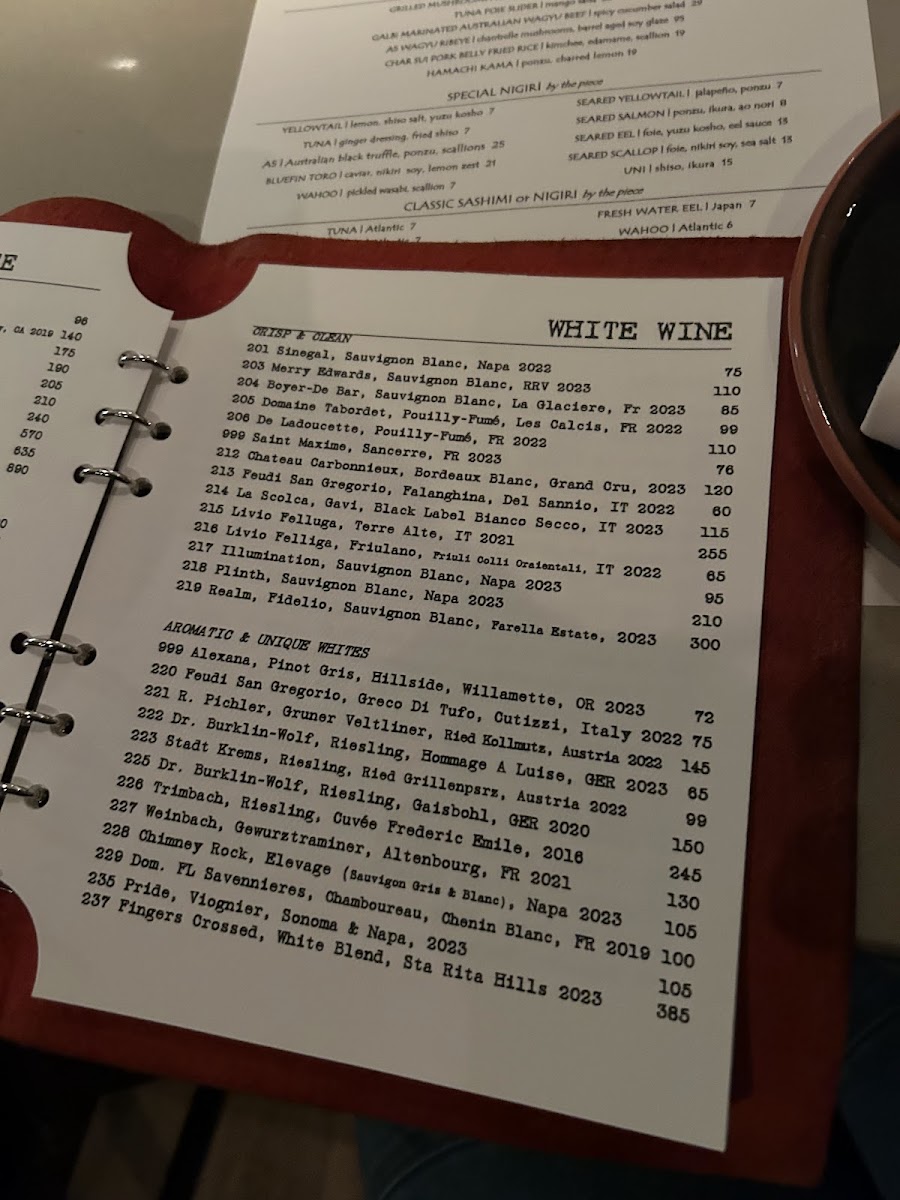 GRILLED MUSHROOM
TUNA POKE SLIDER | mango salsa
GALBI MARINATED AUSTRALIAN WAGYU BEEF | spicy cucumber salad 29
A5 WAGYU RIBEYE | chantrelle mushrooms, barrel aged soy glaze 99
CHAR SUI PORK BELLY FRIED RICE | kimchee, edamame, scallion 19
HAMACHI KAMA | ponzu, charred lemon 19
SPECIAL NIGIRI by the piece
YELLOWTAIL | lemon, shiso salt, yuzu kosho 7
TUNA | ginger dressing, fried shiso 7
A5 | Australian black truffle, ponzu, scallions 25
BLUEFIN TORO | caviar, nikiri soy, lemon zest 21
WAHOO | pickled wasabi, scallion 7
SEARED YELLOWTAIL | jalapeño, ponzu 7
SEARED SALMON | ponzu, ikura, ao nori 8
SEARED EEL | foie, yuzu kosho, eel sauce 13
SEARED SCALLOP | foie, nikiri soy, sea salt 13
UNI | shiso, ikura 15
CLASSIC SASHIMI or NIGIRI by the piece
TUNA | Atlantic 7
FRESH WATER EEL | Japan 7
WAHOO | Atlantic 6
E
96
, CA 2019 140
175
190
205
210
240
570
635
890
WHITE WINE
CRISP & CLEAN
201 Sinegal, Sauvignon Blanc, Napa 2022 75
203 Merry Edwards, Sauvignon Blanc, RRV 2023 110
204 Boyer-De Bar, Sauvignon Blanc, La Glaciere, Fr 2023 85
205 Domaine Tabordet, Pouilly-Fumé, Les Calcis, FR 2022 99
206 De Ladoucette, Pouilly-Fumé, FR 2022 110
999 Saint Maxime, Sancerre, FR 2023 76
212 Chateau Carbonnieux, Bordeaux Blanc, Grand Cru, 2023 120
213 Feudi San Gregorio, Falanghina, Del Sannio, IT 2022 60
214 La Scolca, Gavi, Black Label Bianco Secco, IT 2023 115
215 Livio Felluga, Terre Alte, IT 2021 255
216 Livio Felliga, Friulano, Friuli Colli Oraientali, IT 2022 65
217 Illumination, Sauvignon Blanc, Napa 2023 95
218 Plinth, Sauvignon Blanc, Napa 2023 210
219 Realm, Fidelio, Sauvignon Blanc, Farella Estate, 2023 300
AROMATIC & UNIQUE WHITES
999 Alexana, Pinot Gris, Hillside, Willamette, OR 2023 72
220 Feudi San Gregorio, Greco Di Tufo, Cutizzi, Italy 2022 75
221 R. Pichler, Gruner Veltliner, Ried Kollmutz, Austria 2022 145
222 Dr. Burklin-Wolf, Riesling, Hommage A Luise, GER 2023 65
223 Stadt Krems, Riesling, Ried Grillenpsrz, Austria 2022 99
225 Dr. Burklin-Wolf, Riesling, Gaisbohl, GER 2020 150
226 Trimbach, Riesling, Cuvée Frederic Emile, 2016 245
227 Weinbach, Gewurztraminer, Altenbourg, FR 2021 130
228 Chimney Rock, Elevage (Sauvigon Gris & Blanc), Napa 2023 105
229 Dom. FL Savennieres, Chamboureau, Chenin Blanc, FR 2019 100
235 Pride, Viognier, Sonoma & Napa, 2023 105
237 Fingers Crossed, White Blend, Sta Rita Hills 2023 385